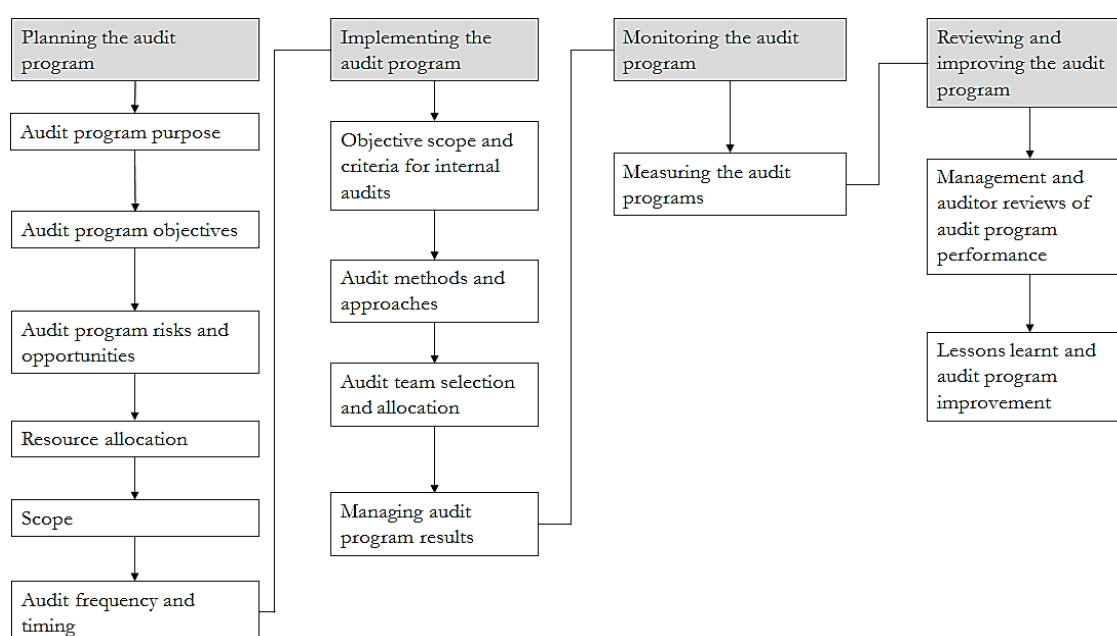 Planning the audit
program
Audit program purpose
Audit program objectives
Audit program risks and
opportunities
Resource allocation
Scope
Audit frequency and
timing
Implementing the
audit program
Objective scope and
criteria for internal
audits
Audit methods and
approaches
Audit team selection
and allocation
Managing audit
program results
Monitoring the audit
program
Measuring the audit
programs
Reviewing and
improving the audit
program
Management and
auditor reviews of
audit program
performance
Lessons learnt and
audit program
improvement